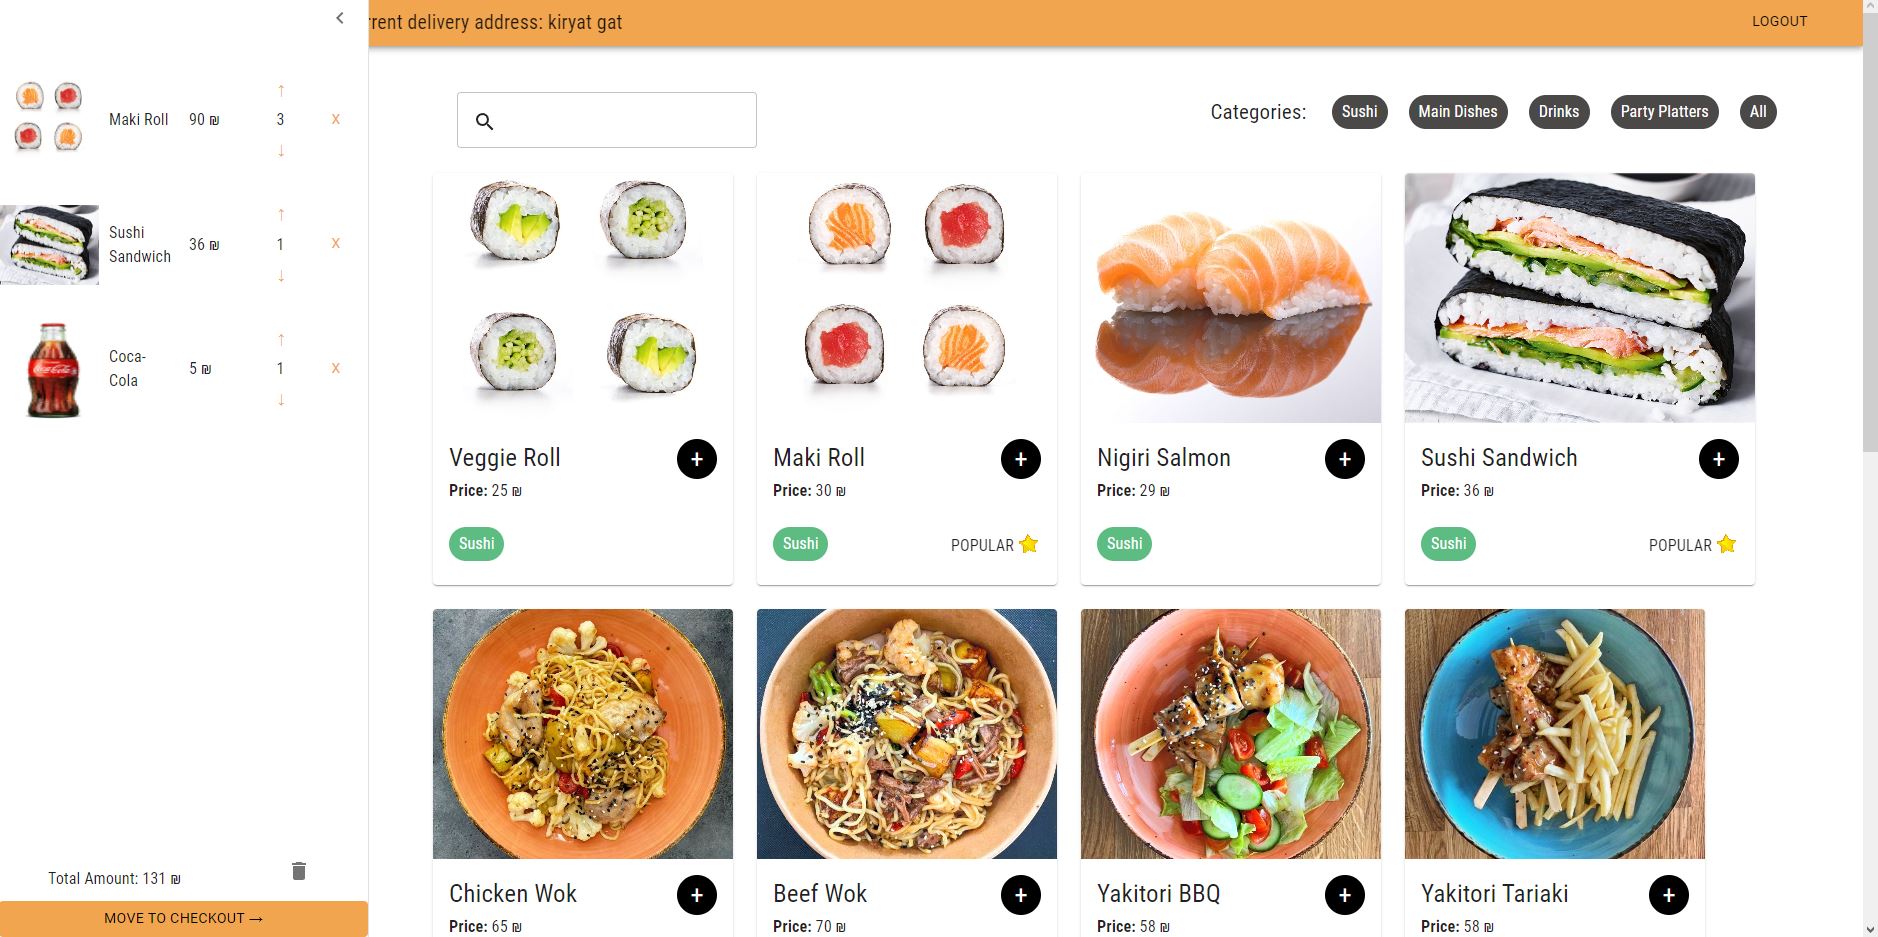 rent delivery address: kiryat gat
LOGOUT
Maki Roll 90 ₪ ↑ 3 ↓ X
Sushi Sandwich 36 ₪ ↑ 1 ↓ X
Coca-Cola 5 ₪ ↑ 1 ↓ X
Total Amount: 131 ₪
MOVE TO CHECKOUT →
Categories: Sushi Main Dishes Drinks Party Platters All
Veggie Roll +
Price: 25 ₪
Sushi
Maki Roll +
Price: 30 ₪
Sushi POPULAR
Nigiri Salmon +
Price: 29 ₪
Sushi
Sushi Sandwich +
Price: 36 ₪
Sushi POPULAR
Chicken Wok +
Price: 65 ₪
Beef Wok +
Price: 70 ₪
Yakitori BBQ +
Price: 58 ₪
Yakitori Tariaki +
Price: 58 ₪